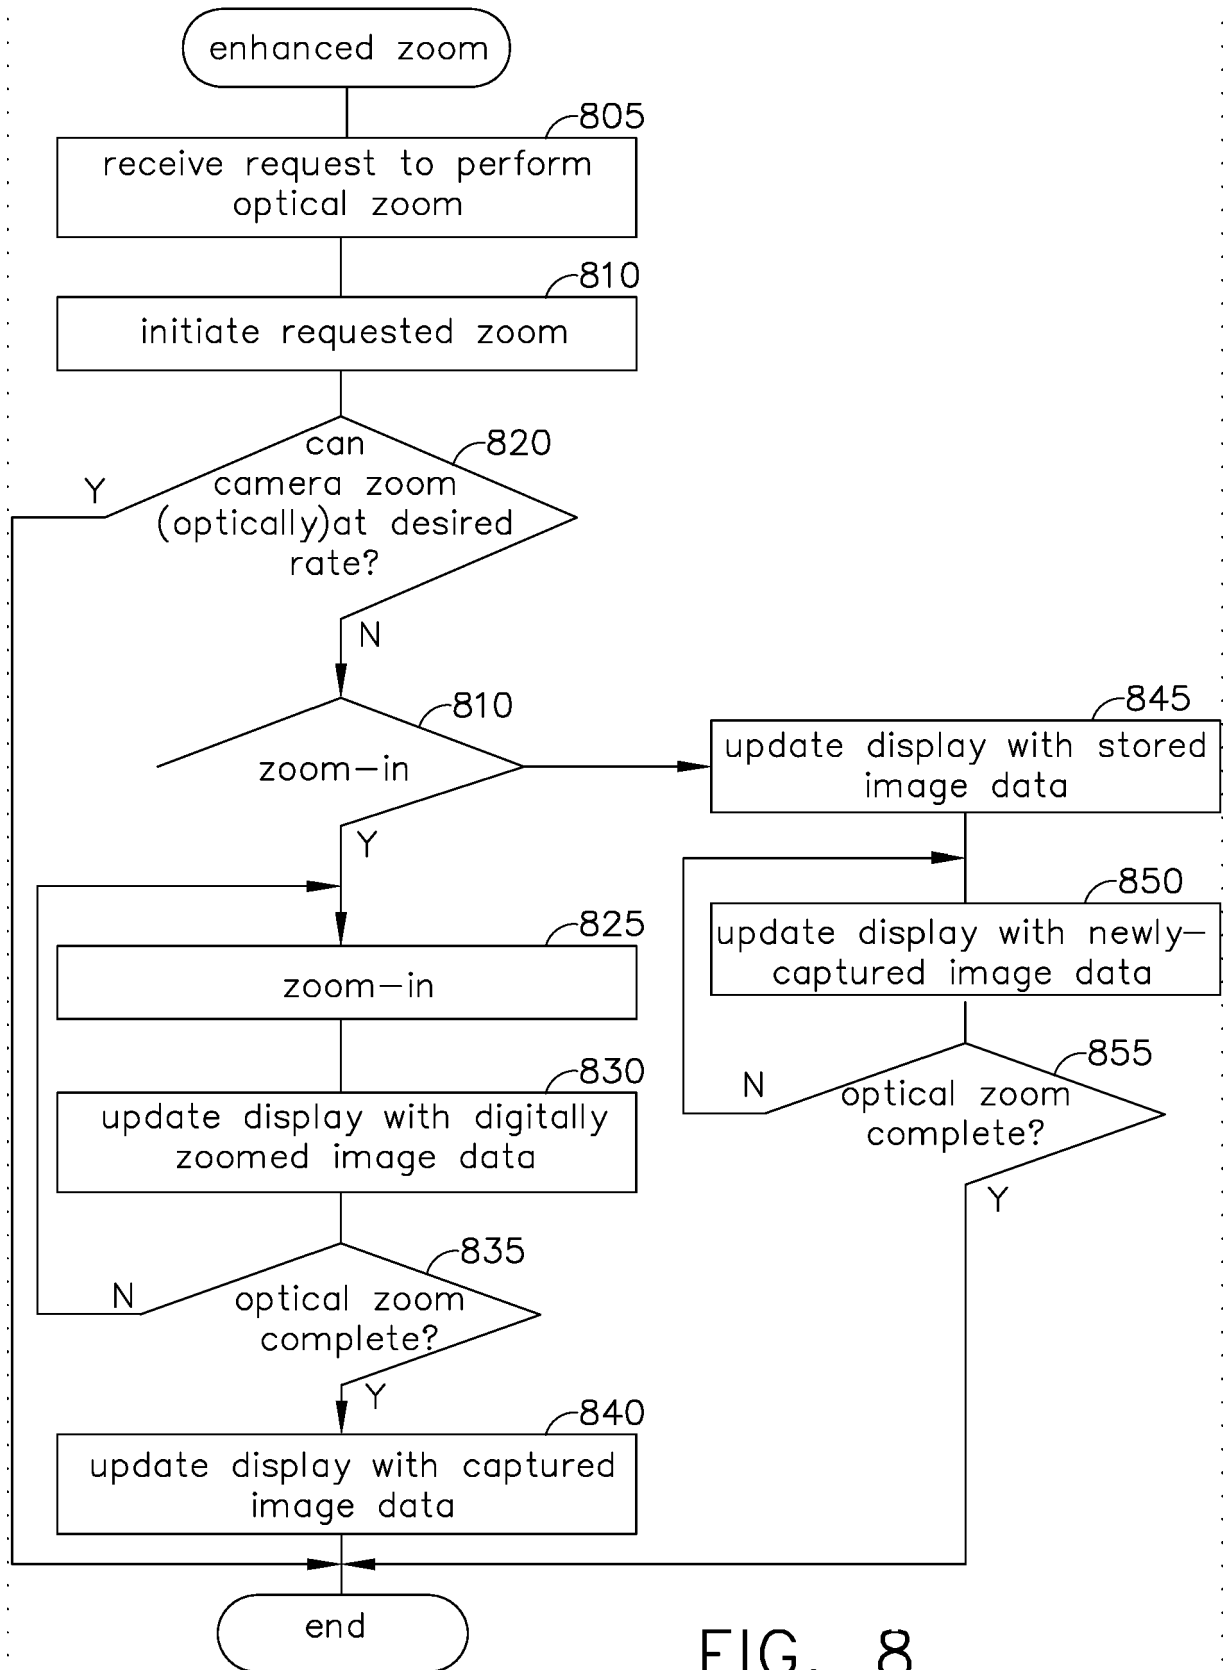 enhanced zoom
805
receive request to perform
optical zoom
810
initiate requested zoom
820
can
camera zoom
(optically)at desired
rate?
Y
N
810
zoom-in
Y
845
update display with stored
image data
850
update display with newly-
captured image data
855
optical zoom
complete?
N
Y
825
zoom-in
830
update display with digitally
zoomed image data
835
optical zoom
complete?
N
Y
840
update display with captured
image data
end
FIG. 8